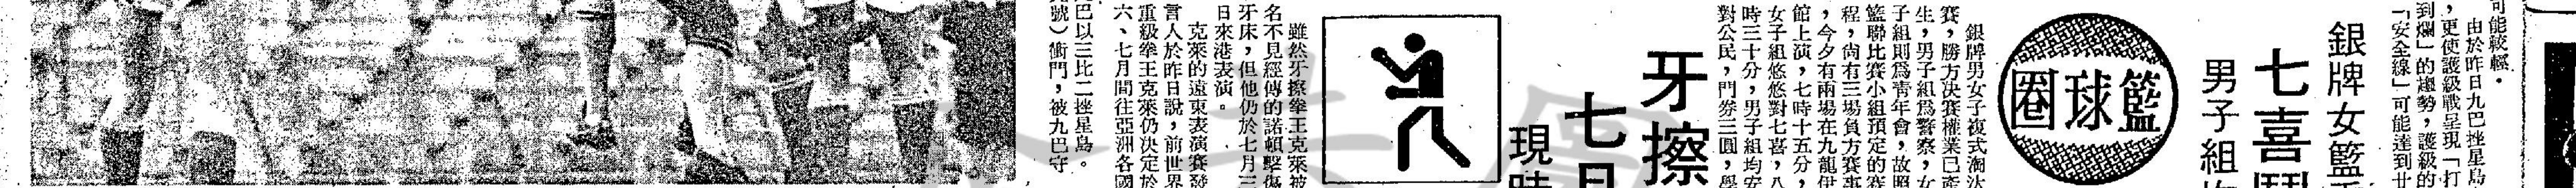 可能較輕。
由於昨日九巴挫星島
，更使護級戰呈現「打
到爛」的趨勢，護級的
「安全線」可能達到廿
銀牌女籃
七喜鬥
男子組
籃球圈
銀牌男女子複式淘汰
賽，勝方決賽權業已產
生，男子組爲警察，女
子組則爲青年會，故照
籃聯比賽小組預定的賽
程，尚有三場負方賽事
，今夕有兩場在九龍伊
館上演，七時十五分，
女子組悠悠對七喜，八
時三十分，男子組均安
對公民，門券三圓，學
牙擦
七月
現時
雖然牙擦拳王克萊被
名不見經傳的諾頓擊傷
牙床，但他仍於七月三
日來港表演。
克萊的遠東表演賽發
言人於昨日說，前世界
重級拳王克萊仍決定於
六、七月間往亞洲各國
巴以三比二挫星島。
號）衝門，被九巴守